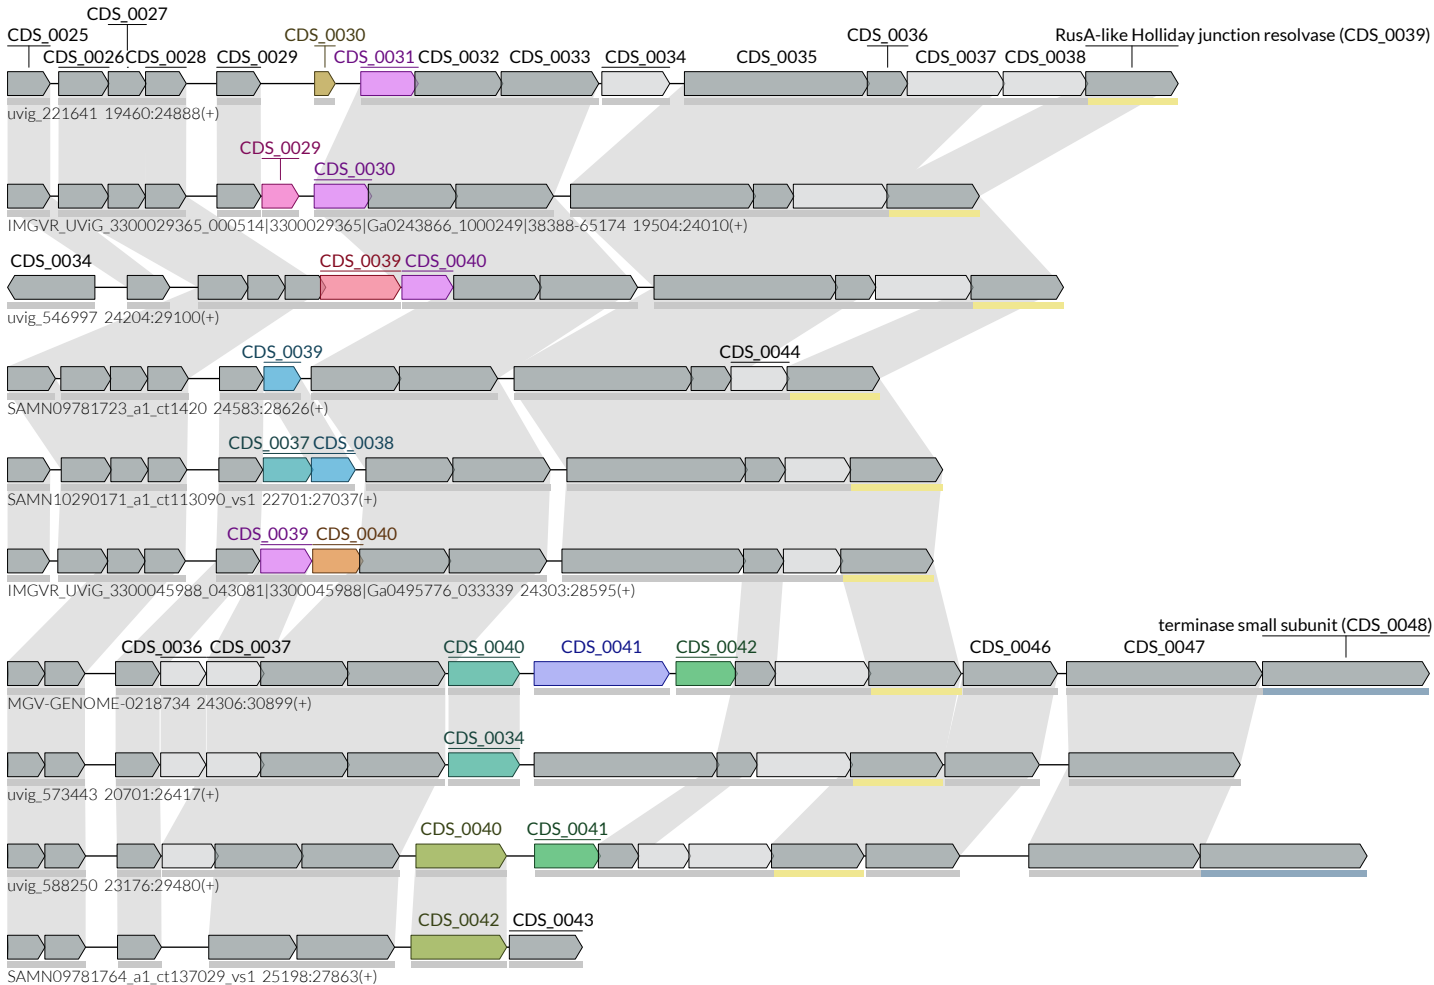 CDS_0027
CDS_0025 CDS_0030 CDS_0036 RusA-like Holliday junction resolvase (CDS_0039)
CDS_0026 CDS_0028 CDS_0029 CDS_0031 CDS_0032 CDS_0033 CDS_0034 CDS_0035 CDS_0037 CDS_0038
uvig_221641 19460:24888(+)
CDS_0029
CDS_0030
IMGVR_UViG_3300029365_000514|3300029365|Ga0243866_1000249|38388-65174 19504:24010(+)
CDS_0034 CDS_0039 CDS_0040
uvig_546997 24204:29100(+)
CDS_0039 CDS_0044
SAMN09781723_a1_ct1420 24583:28626(+)
CDS_0037 CDS_0038
SAMN10290171_a1_ct113090_vs1 22701:27037(+)
CDS_0039 CDS_0040
IMGVR_UViG_3300045988_043081|3300045988|Ga0495776_033339 24303:28595(+)
terminase small subunit (CDS_0048)
CDS_0036 CDS_0037 CDS_0040 CDS_0041 CDS_0042 CDS_0046 CDS_0047
MGV-GENOME-0218734 24306:30899(+)
CDS_0034
uvig_573443 20701:26417(+)
CDS_0040 CDS_0041
uvig_588250 23176:29480(+)
CDS_0042 CDS_0043
SAMN09781764_a1_ct137029_vs1 25198:27863(+)